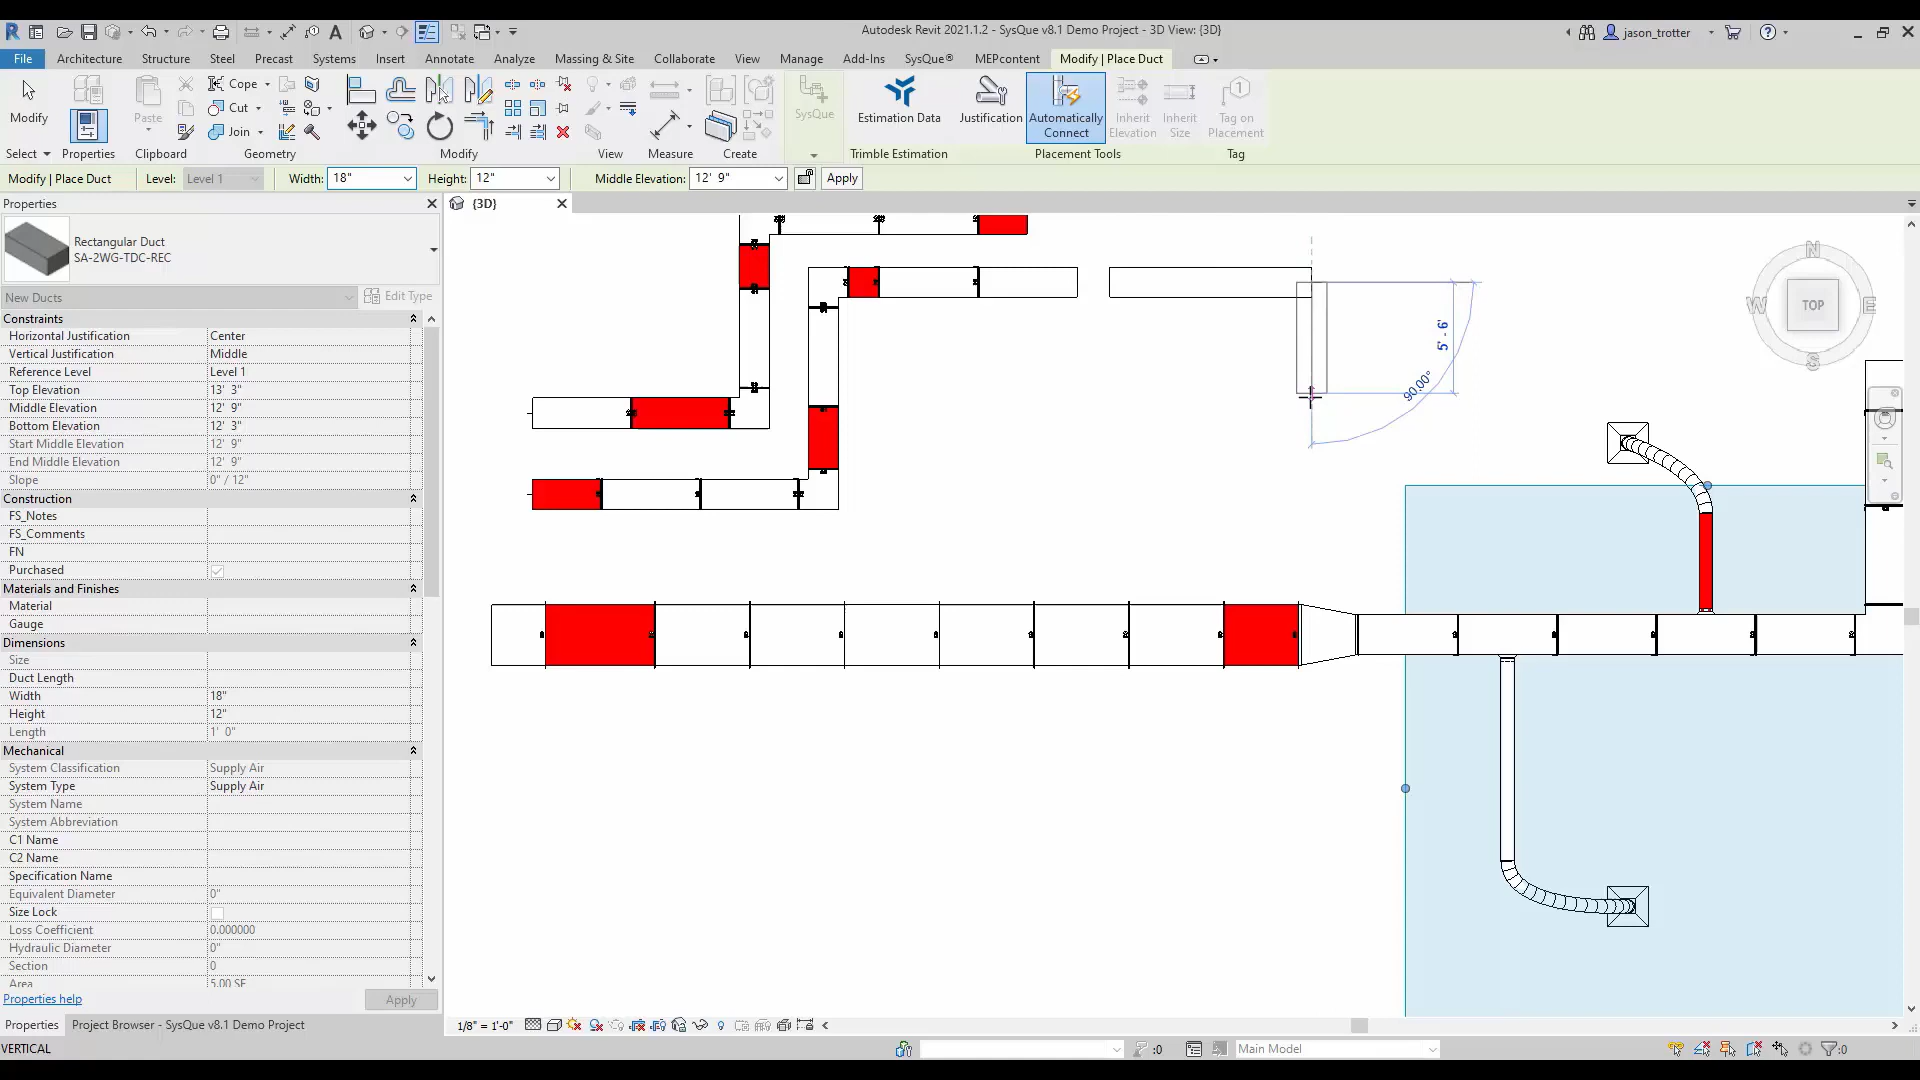 Autodesk Revit 2021.1.2 - SysQue v8.1 Demo Project - 3D View: {3D}
jason_trotter
File Architecture Structure Steel Precast Systems Insert Annotate Analyze Massing & Site Collaborate View Manage Add-Ins SysQue® MEPcontent Modify | Place Duct
Modify
Paste
Cope
Cut
Join
SysQue
Estimation Data
Justification
Automatically
Connect
Inherit
Elevation
Inherit
Size
Tag on
Placement
Select Properties Clipboard Geometry Modify View Measure Create Trimble Estimation Placement Tools Tag
Modify | Place Duct Level: Level 1 Width: 18" Height: 12" Middle Elevation: 12' 9" Apply
Properties
{3D}
Rectangular Duct
SA-2WG-TDC-REC
New Ducts Edit Type
Constraints
Horizontal Justification Center
Vertical Justification Middle
Reference Level Level 1
Top Elevation 13' 3"
Middle Elevation 12' 9"
Bottom Elevation 12' 3"
Start Middle Elevation 12' 9"
End Middle Elevation 12' 9"
Slope 0" / 12"
Construction
FS_Notes
FS_Comments
FN
Purchased
Materials and Finishes
Material
Gauge
Dimensions
Size
Duct Length
Width 18"
Height 12"
Length 1' 0"
Mechanical
System Classification Supply Air
System Type Supply Air
System Name
System Abbreviation
C1 Name
C2 Name
Specification Name
Equivalent Diameter 0"
Size Lock
Loss Coefficient 0.000000
Hydraulic Diameter 0"
Section 0
Area 5.00 SF
Properties help Apply
Properties Project Browser - SysQue v8.1 Demo Project
VERTICAL
5' - 6"
90.00°
N
W TOP E
S
1/8" = 1'-0"
:0
Main Model
:0